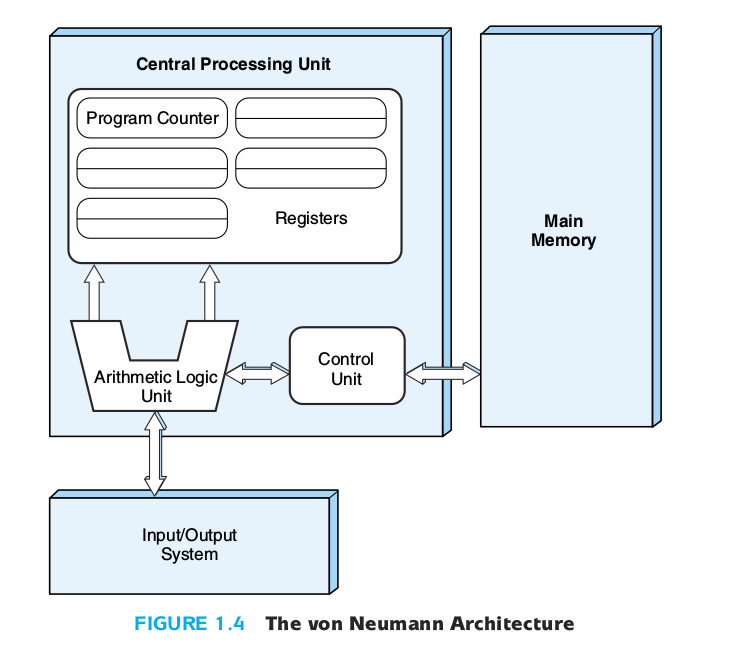 Central Processing Unit
Program Counter
Registers
Main
Memory
Arithmetic Logic
Unit
Control
Unit
Input/Output
System
FIGURE 1.4 The von Neumann Architecture